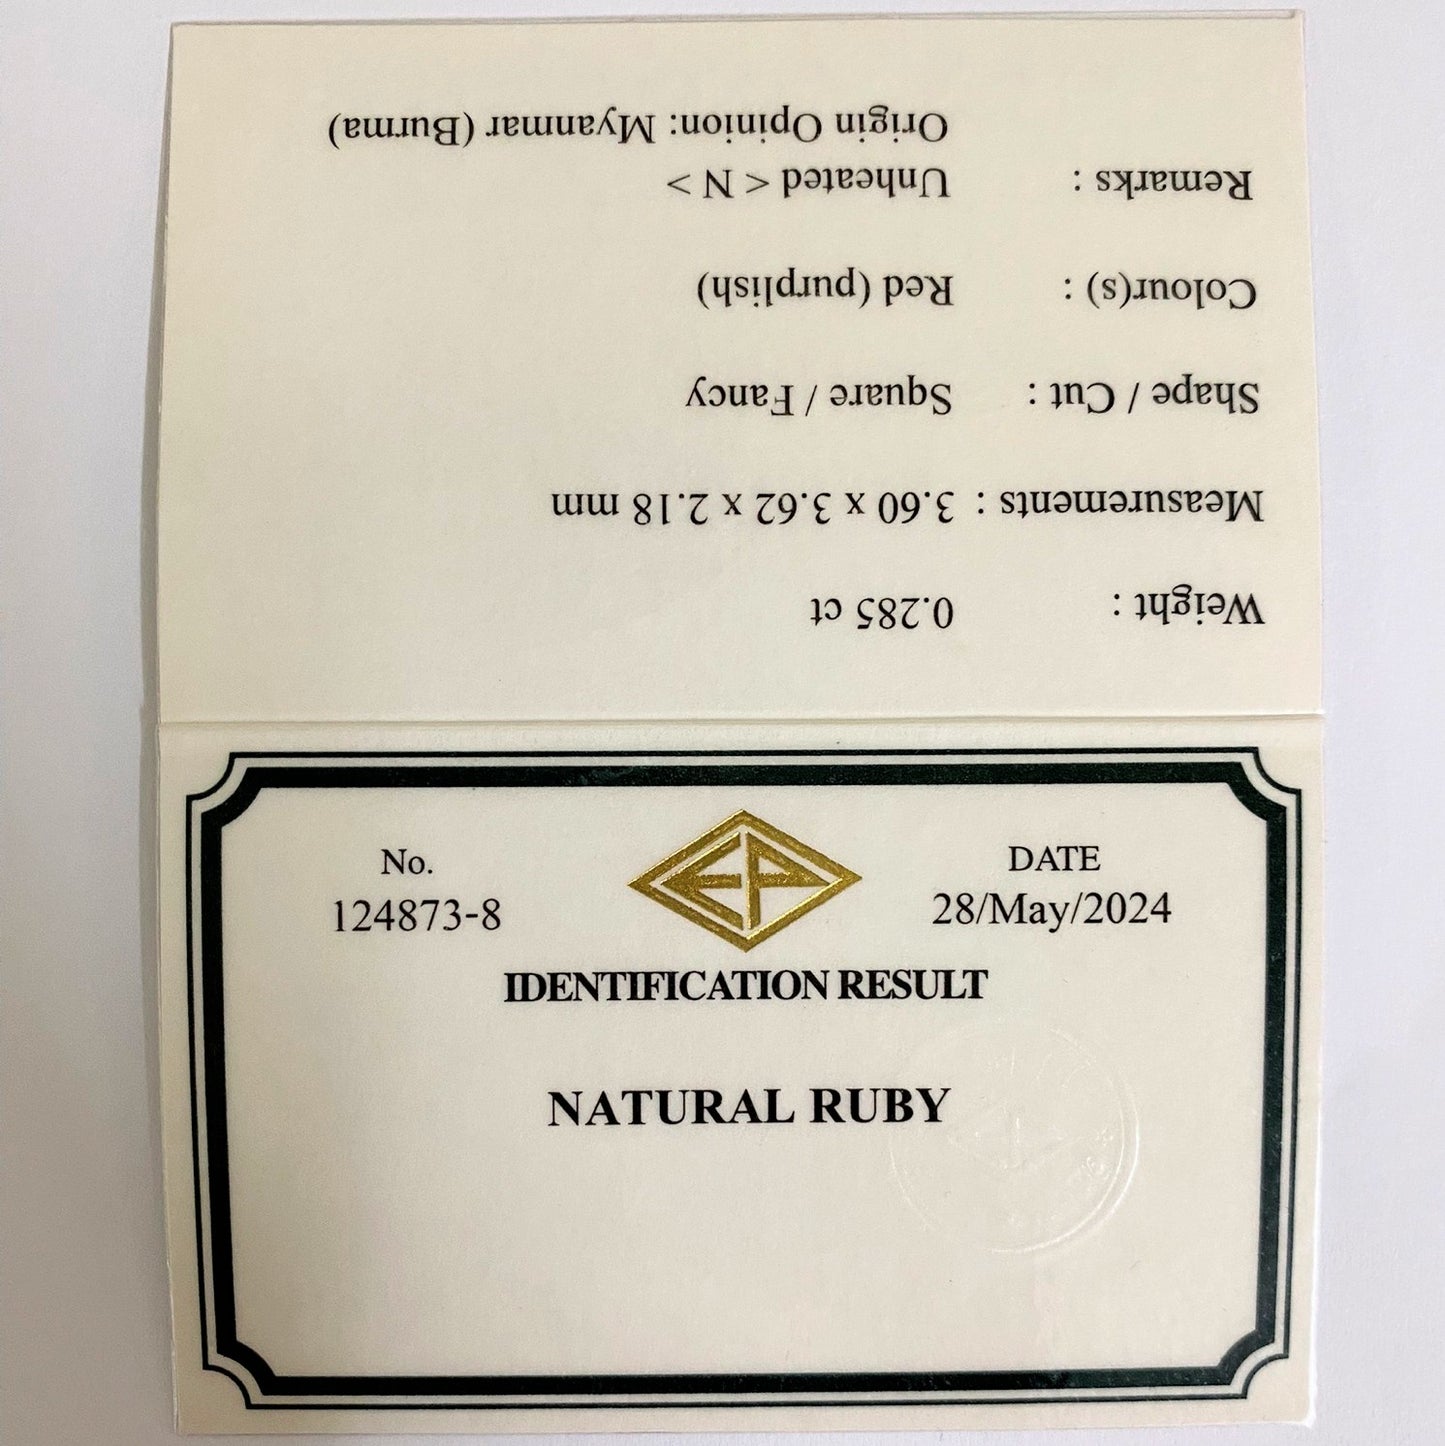 No.
124873-8
DATE
28/May/2024
IDENTIFICATION RESULT
NATURAL RUBY
Weight : 0.285 ct
Measurements : 3.60 x 3.62 x 2.18 mm
Shape / Cut : Square / Fancy
Colour(s) : Red (purplish)
Remarks : Unheated < N >
Origin Opinion: Myanmar (Burma)